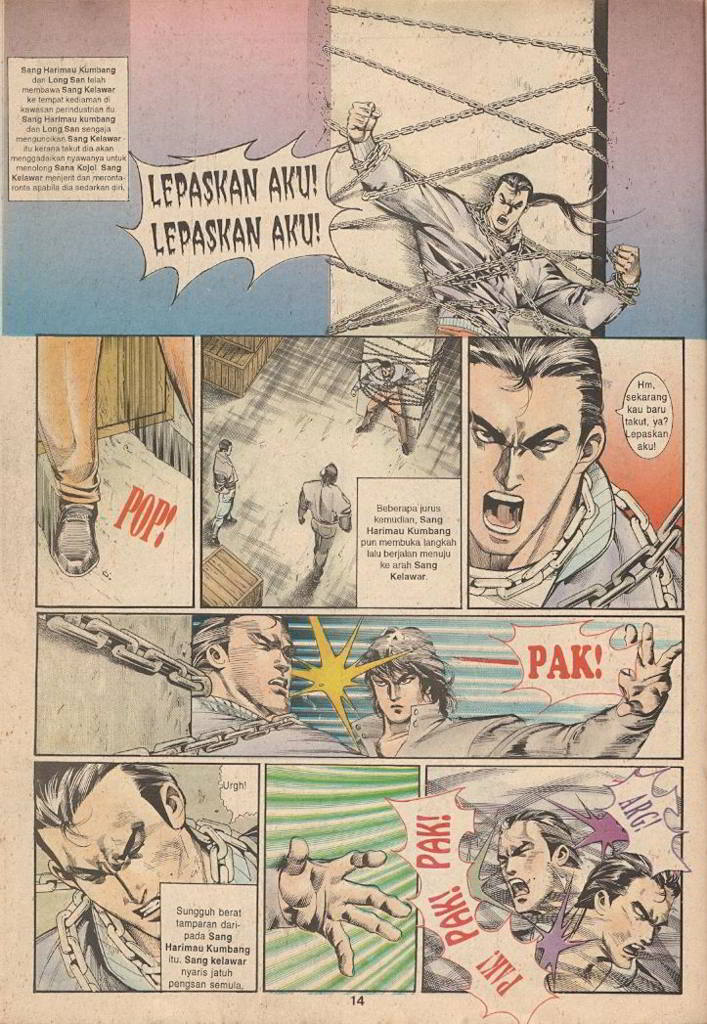 Sang Harimau Kumbang
dan Long San telah
membawa Sang Kelawar
ke tempat kediaman di
kawasan perindustrian itu.
Sang Harimau kumbang
dan Long San sengaja
menguncikan Sang Kelawar
itu kerana takut dia akan
menggadaikan nyawanya untuk
menolong Sana Kojol. Sang
Kelawar menjerit dan meronta-
ronta apabila dia sedarkan diri,
LEPASKAN AKU!
LEPASKAN AKU!
POP!
Beberapa jurus
kemudian, Sang
Harimau Kumbang
pun membuka langkah
lalu berjalan menuju
ke arah Sang
Kelawar.
Hm,
sekarang
kau baru
takut, ya?
Lepaskan
aku!
PAK!
Urgh!
Sungguh berat
tamparan dari-
pada Sang
Harimau Kumbang
itu. Sang kelawar
nyaris jatuh
pengsan semula.
PAK!
PAK!
PAK!
ARG!
14